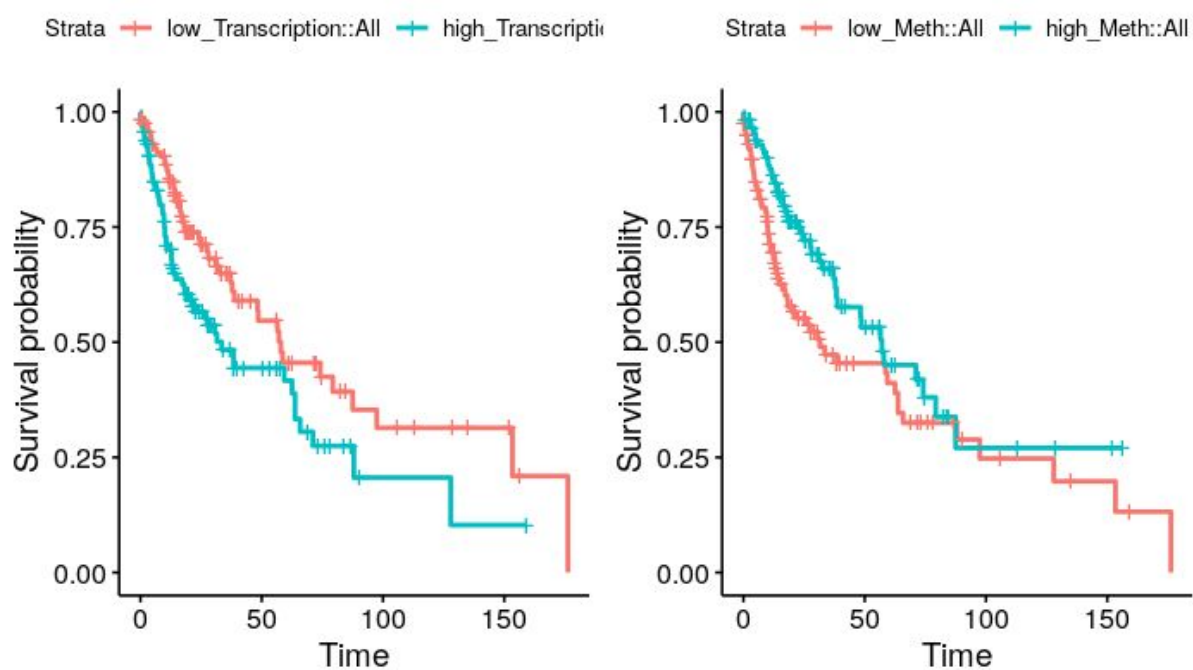 Strata low_Transcription::All high_Transcripti
Strata low_Meth::All high_Meth::All
Survival probability
1.00
0.75
0.50
0.25
0.00
0 50 100 150
Time
Survival probability
1.00
0.75
0.50
0.25
0.00
0 50 100 150
Time